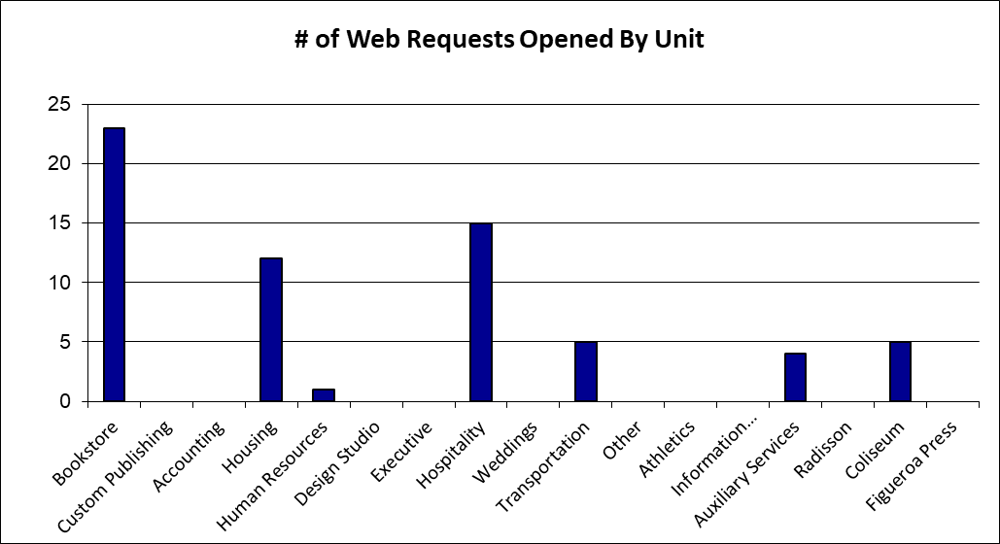 # of Web Requests Opened By Unit
25
20
15
10
5
0
Bookstore
Custom Publishing
Accounting
Housing
Human Resources
Design Studio
Executive
Hospitality
Weddings
Transportation
Other
Athletics
Information...
Auxiliary Services
Radisson
Coliseum
Figueroa Press